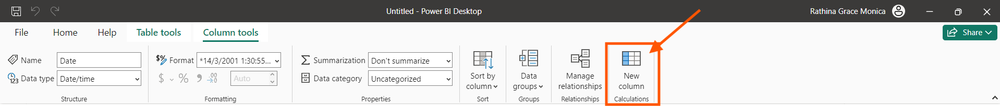 Untitled - Power BI Desktop
Rathina Grace Monica
File
Home
Help
Table tools
Column tools
Share
Name
Date
Data type
Date/time
Structure
Format
*14/3/2001 1:30:55...
$
%
Auto
Formatting
Summarization
Don't summarize
Data category
Uncategorized
Properties
Sort by
column
Sort
Data
groups
Groups
Manage
relationships
Relationships
New
column
Calculations